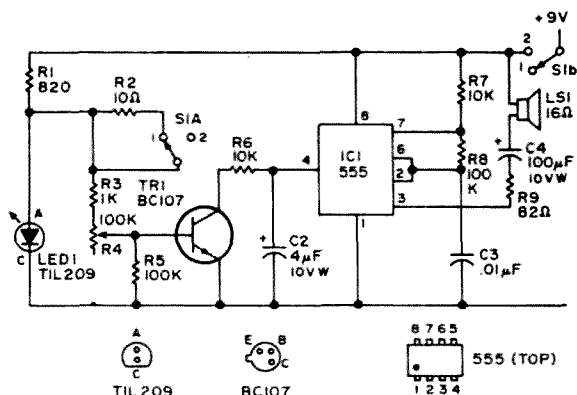 +9V
2
1
S1b
R1
820
R2
10Ω
S1A
1
2
R7
10K
LS1
16Ω
8
7
IC1
555
6
2
4
3
1
R8
100
K
+
C4
100µF
10VW
R9
82Ω
R6
10K
TR1
BC107
R3
1K
100K
R4
A
C
LED1
TIL209
R5
100K
+
C2
4µF
10VW
C3
.01µF
A
C
TIL209
E
B
C
BC107
8 7 6 5
555 (TOP)
1 2 3 4